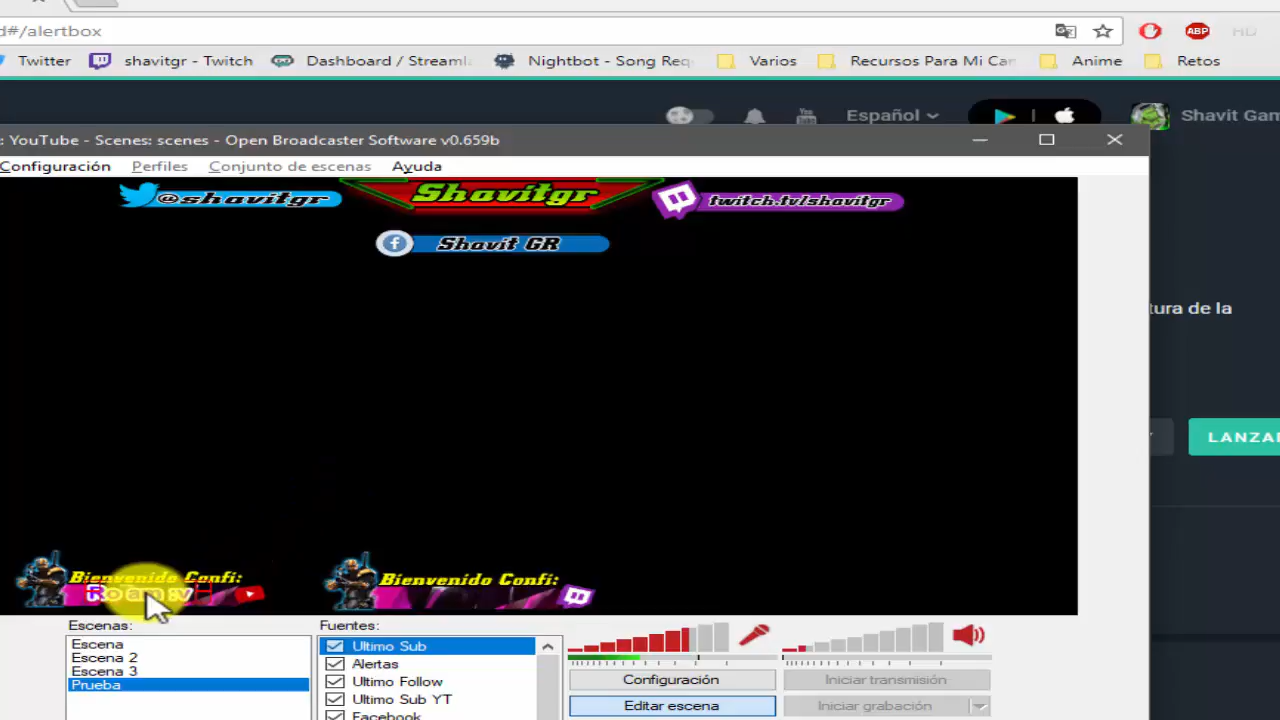 d#/alertbox
ABP HD
Twitter shavitgr - Twitch Dashboard / Streaml Nightbot - Song Req Varios Recursos Para Mi Can Anime Retos
Español Shavit Gam
: YouTube - Scenes: scenes - Open Broadcaster Software v0.659b
Configuración Perfiles Conjunto de escenas Ayuda
@shavitgr Shavitgr twitch.tv/shavitgr
Shavit GR
tura de la
LANZA
Bienvenido Confi: Bienvenido Confi:
Escenas: Fuentes:
Escena
Escena 2
Escena 3
Prueba
Ultimo Sub
Alertas
Ultimo Follow
Ultimo Sub YT
Facebook
Configuración Iniciar transmisión
Editar escena Iniciar grabación